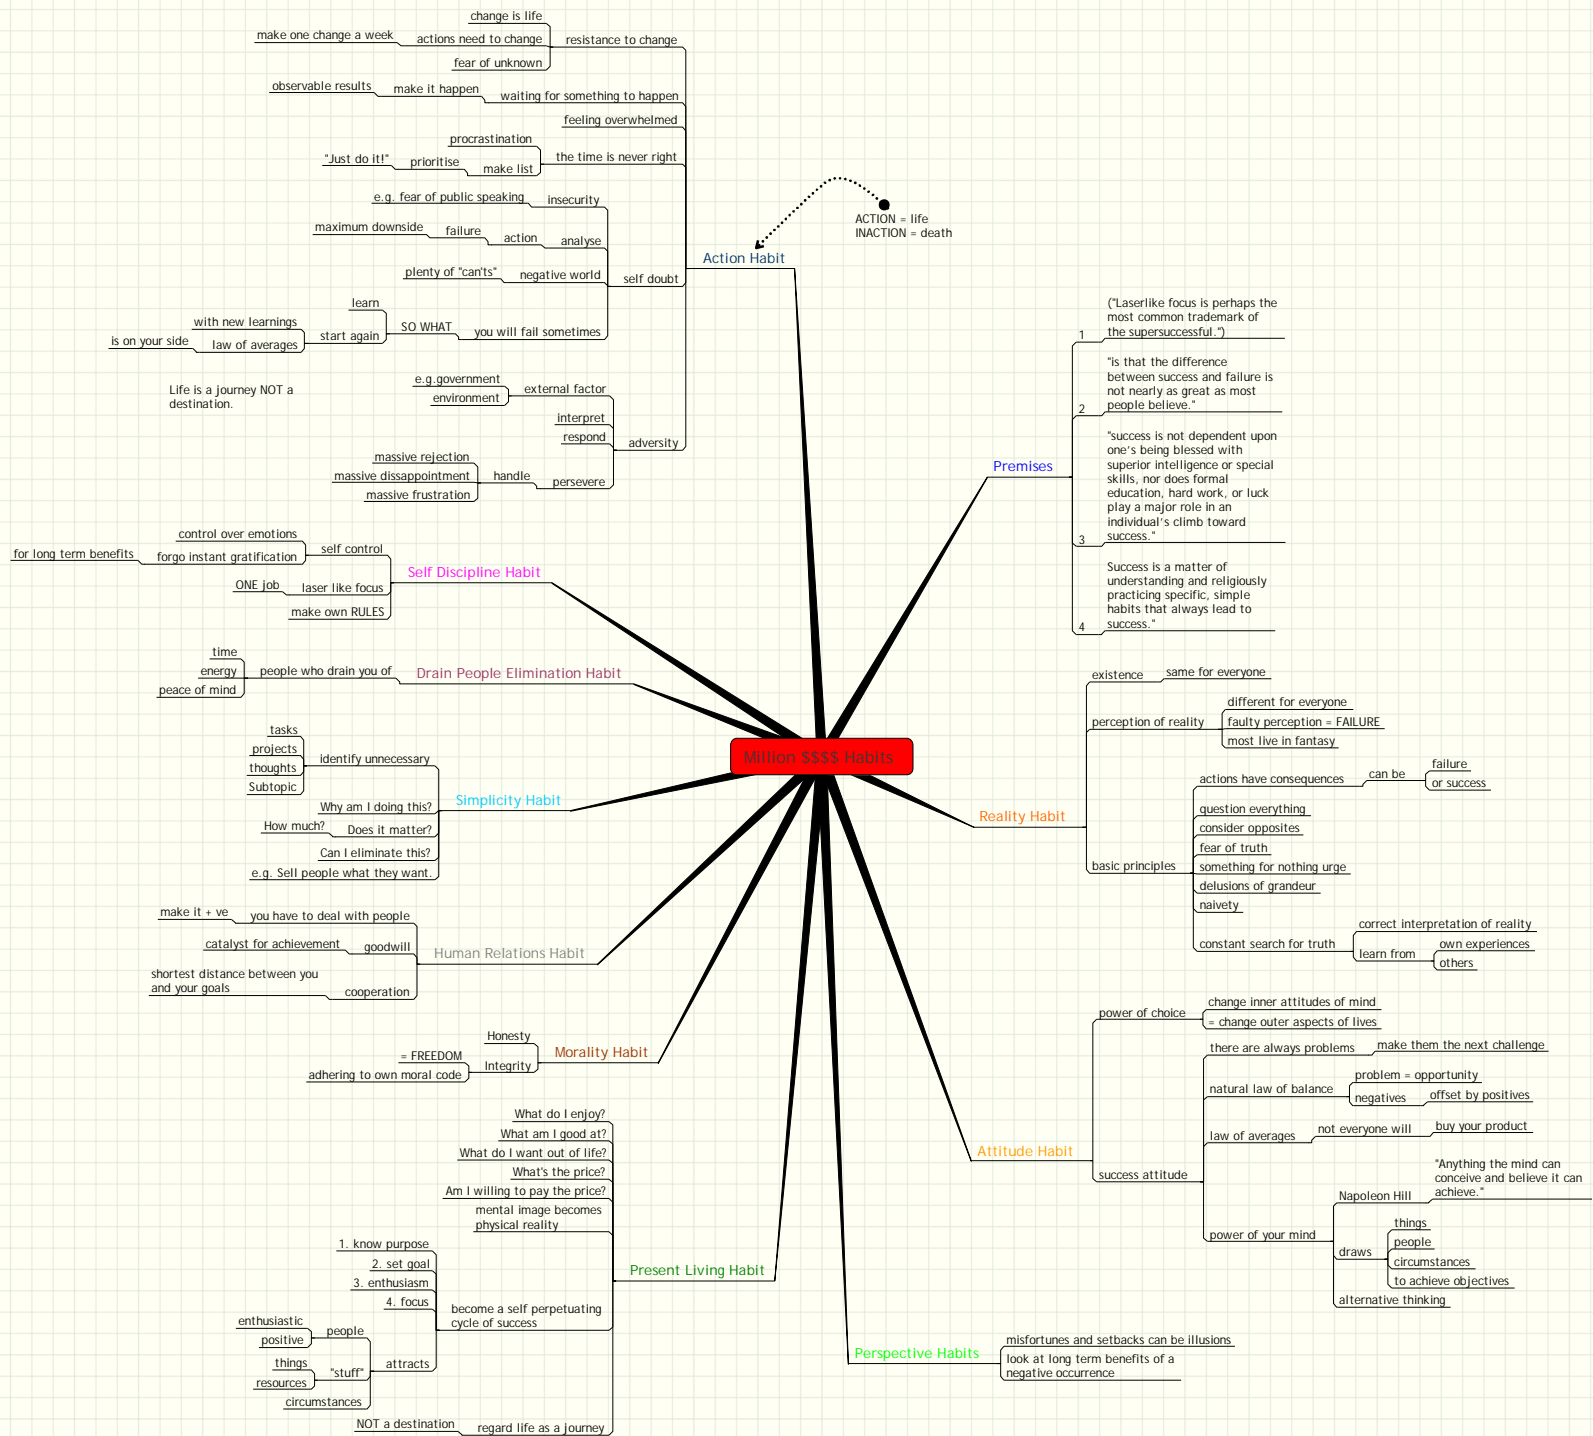 Million $$$$ Habits
Premises
1
("Laserlike focus is perhaps the
most common trademark of
the supersuccessful.")
2
"is that the difference
between success and failure is
not nearly as great as most
people believe."
3
"success is not dependent upon
one's being blessed with
superior intelligence or special
skills, nor does formal
education, hard work, or luck
play a major role in an
individual's climb toward
success."
4
Success is a matter of
understanding and religiously
practicing specific, simple
habits that always lead to
success."
Reality Habit
existence
same for everyone
perception of reality
different for everyone
faulty perception = FAILURE
most live in fantasy
basic principles
actions have consequences
can be
failure
or success
question everything
consider opposites
fear of truth
something for nothing urge
delusions of grandeur
naivety
constant search for truth
correct interpretation of reality
learn from
own experiences
others
Attitude Habit
power of choice
change inner attitudes of mind
= change outer aspects of lives
success attitude
there are always problems
make them the next challenge
natural law of balance
problem = opportunity
negatives
offset by positives
law of averages
not everyone will
buy your product
power of your mind
Napoleon Hill
"Anything the mind can
conceive and believe it can
achieve."
draws
things
people
circumstances
to achieve objectives
alternative thinking
Perspective Habits
misfortunes and setbacks can be illusions
look at long term benefits of a
negative occurrence
Present Living Habit
What do I enjoy?
What am I good at?
What do I want out of life?
What's the price?
Am I willing to pay the price?
mental image becomes
physical reality
become a self perpetuating
cycle of success
1. know purpose
2. set goal
3. enthusiasm
4. focus
attracts
people
enthusiastic
positive
"stuff"
things
resources
circumstances
regard life as a journey
NOT a destination
Morality Habit
Honesty
Integrity
= FREEDOM
adhering to own moral code
Human Relations Habit
you have to deal with people
make it + ve
goodwill
catalyst for achievement
cooperation
shortest distance between you
and your goals
Simplicity Habit
identify unnecessary
tasks
projects
thoughts
Subtopic
Why am I doing this?
Does it matter?
How much?
Can I eliminate this?
e.g. Sell people what they want.
Drain People Elimination Habit
people who drain you of
time
energy
peace of mind
Self Discipline Habit
self control
control over emotions
forgo instant gratification
for long term benefits
laser like focus
ONE job
make own RULES
Action Habit
ACTION = life
INACTION = death
resistance to change
change is life
actions need to change
make one change a week
fear of unknown
waiting for something to happen
make it happen
observable results
feeling overwhelmed
the time is never right
procrastination
make list
prioritise
"Just do it!"
self doubt
insecurity
e.g. fear of public speaking
analyse
action
failure
maximum downside
negative world
plenty of "can'ts"
you will fail sometimes
SO WHAT
learn
start again
with new learnings
law of averages
is on your side
adversity
external factor
e.g.government
environment
interpret
respond
persevere
handle
massive rejection
massive dissappointment
massive frustration
Life is a journey NOT a
destination.